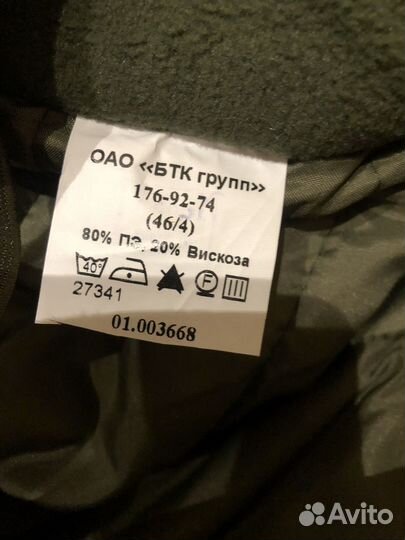 ОАО «БТК групп»
176-92-74
(46/4)
80% ПЭ, 20% Вискоза
40° F
27341
01.003668
Avito